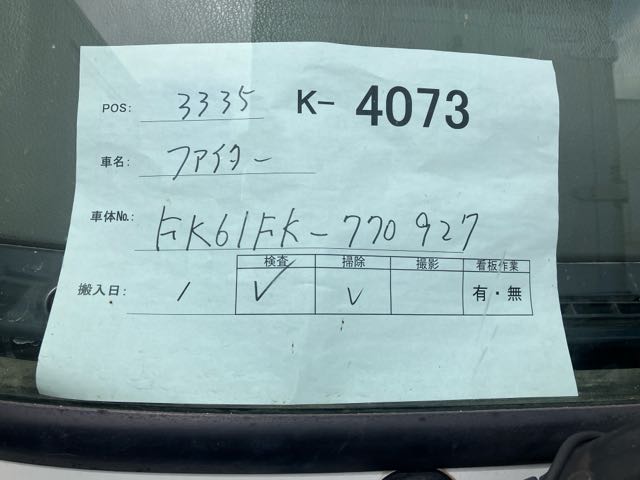 POS: 3335 K- 4073
車名: ファイター
車体No.: FK61FK-770927
検査 掃除 撮影 看板作業
搬入日: / ✓ ✓ 有・無